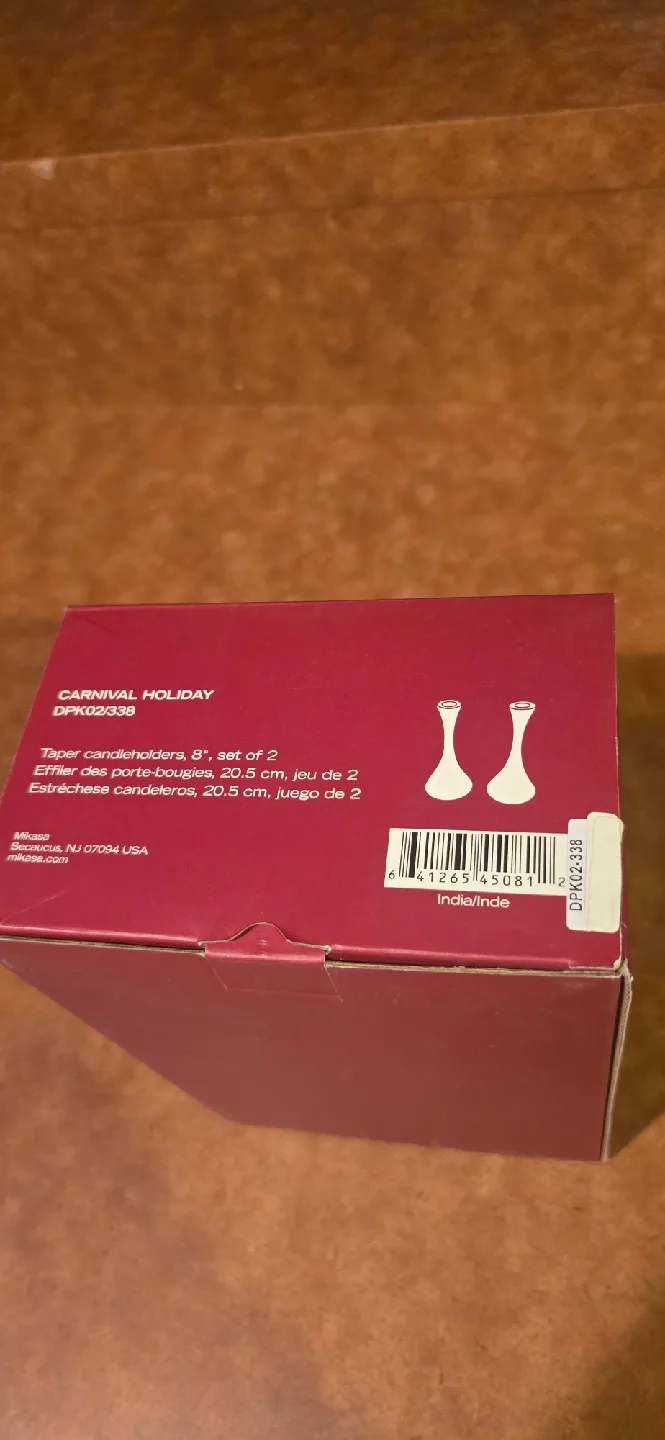 CARNIVAL HOLIDAY
DPK02/338
Taper candleholders, 8", set of 2
Effiler des porte-bougies, 20.5 cm, jeu de 2
Estréchese candeleros, 20.5 cm, juego de 2
Mikasa
Secaucus, NJ 07094 USA
mikasa.com
6 41265 45081 2
India/Inde
DPK02-338